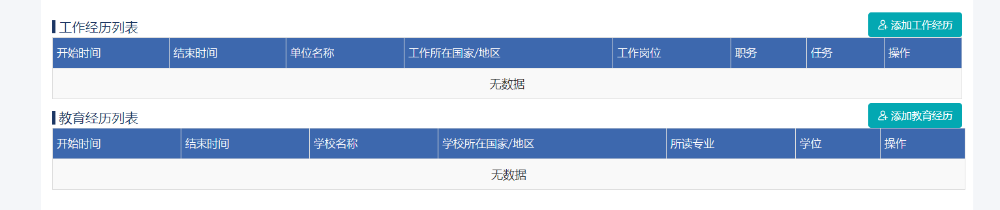 工作经历列表 添加工作经历
开始时间 结束时间 单位名称 工作所在国家/地区 工作岗位 职务 任务 操作
无数据
教育经历列表 添加教育经历
开始时间 结束时间 学校名称 学校所在国家/地区 所读专业 学位 操作
无数据